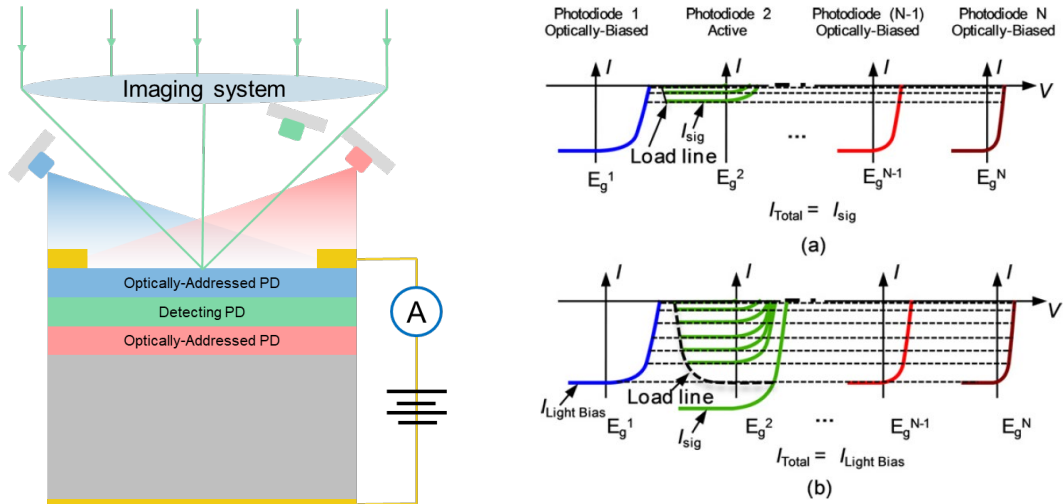 Imaging system
Optically-Addressed PD
Detecting PD
Optically-Addressed PD
A
Photodiode 1
Optically-Biased
Photodiode 2
Active
Photodiode (N-1)
Optically-Biased
Photodiode N
Optically-Biased
I
I
I
I
V
I_sig
Load line
...
E_g^1
E_g^2
E_g^N-1
E_g^N
I_Total = I_sig
(a)
I
I
I
I
V
Load line
I_Light Bias
I_sig
...
E_g^1
E_g^2
E_g^N-1
E_g^N
I_Total = I_Light Bias
(b)